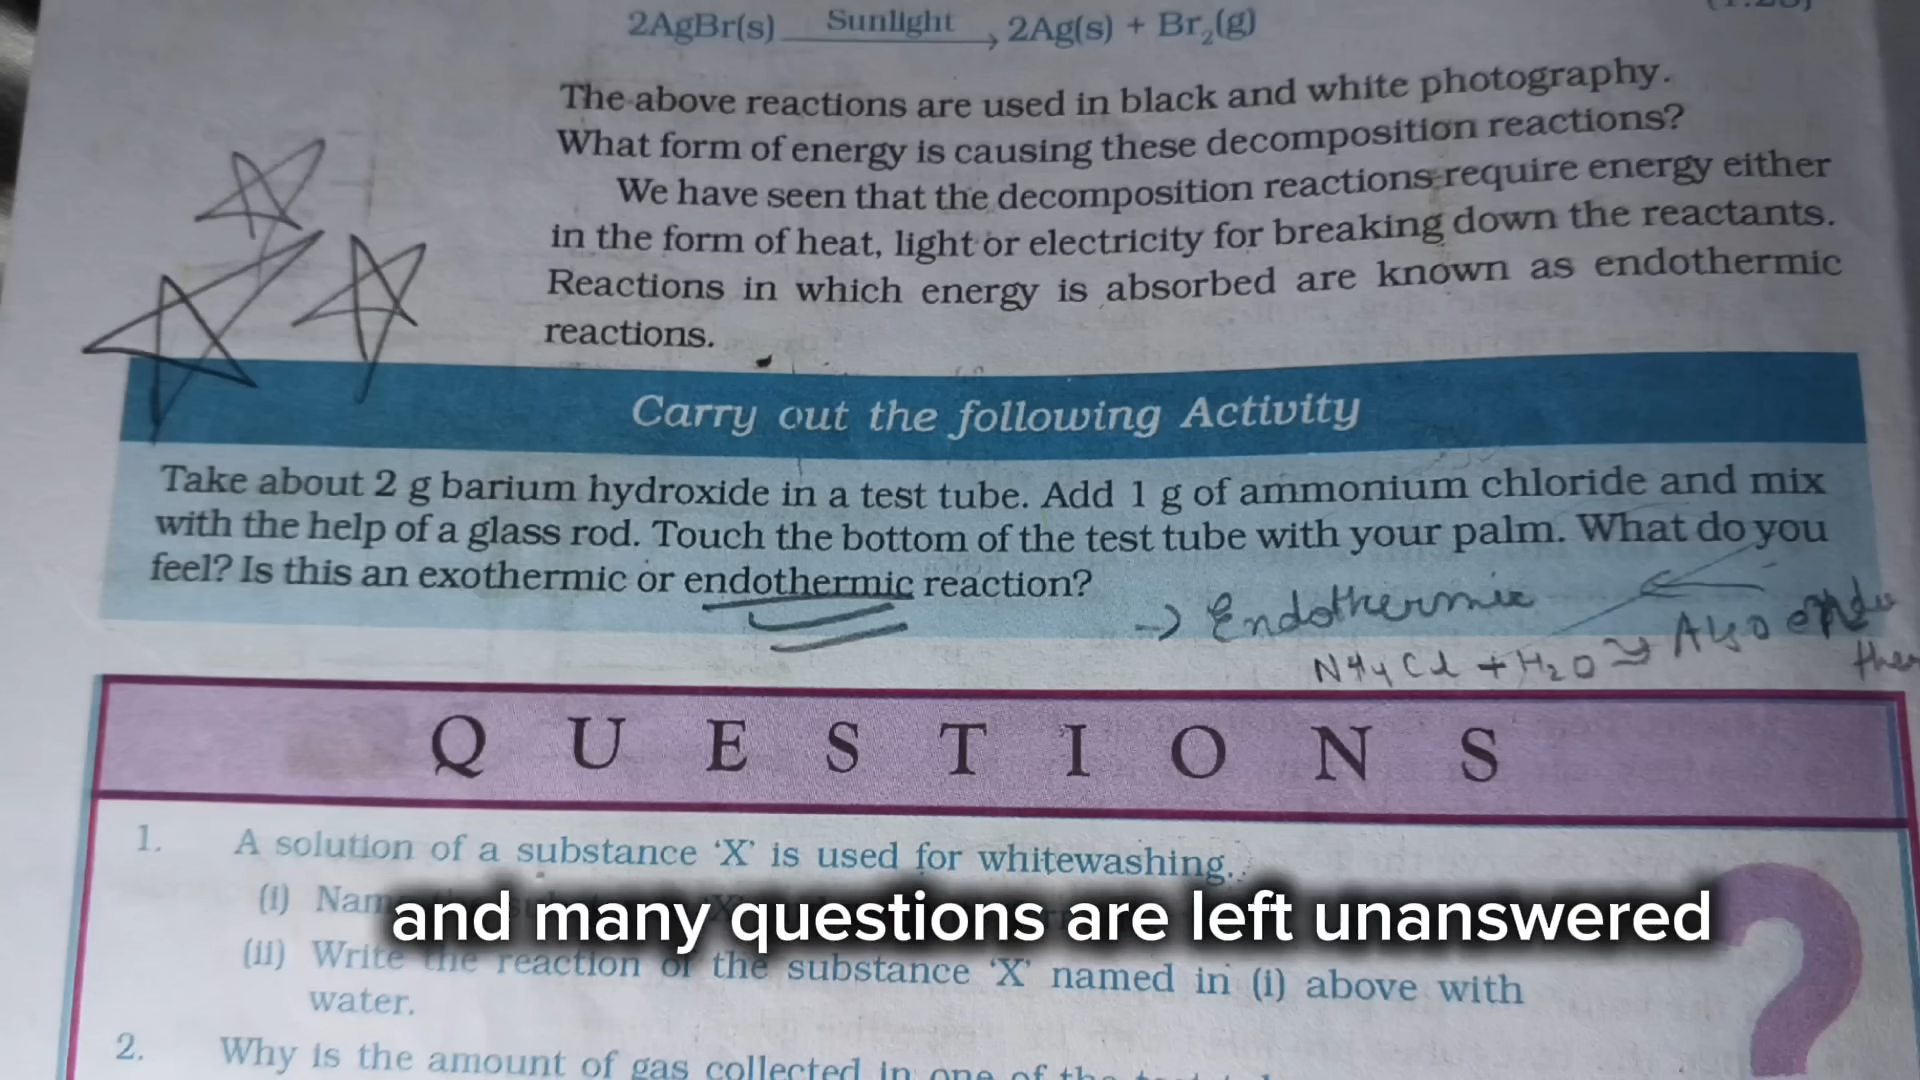 2AgBr(s) Sunlight → 2Ag(s) + Br₂(g)
The above reactions are used in black and white photography.
What form of energy is causing these decomposition reactions?
We have seen that the decomposition reactions require energy either
in the form of heat, light or electricity for breaking down the reactants.
Reactions in which energy is absorbed are known as endothermic
reactions.
Carry out the following Activity
Take about 2 g barium hydroxide in a test tube. Add 1 g of ammonium chloride and mix
with the help of a glass rod. Touch the bottom of the test tube with your palm. What do you
feel? Is this an exothermic or endothermic reaction?
→ Endothermic
NH4Cl + H2O ⇒ Also endo
ther
QUESTIONS
1. A solution of a substance ‘X’ is used for whitewashing.
(i) Nam
and many questions are left unanswered
(ii) Write the reaction of the substance ‘X’ named in (i) above with
water.
2. Why is the amount of gas collected in one of the